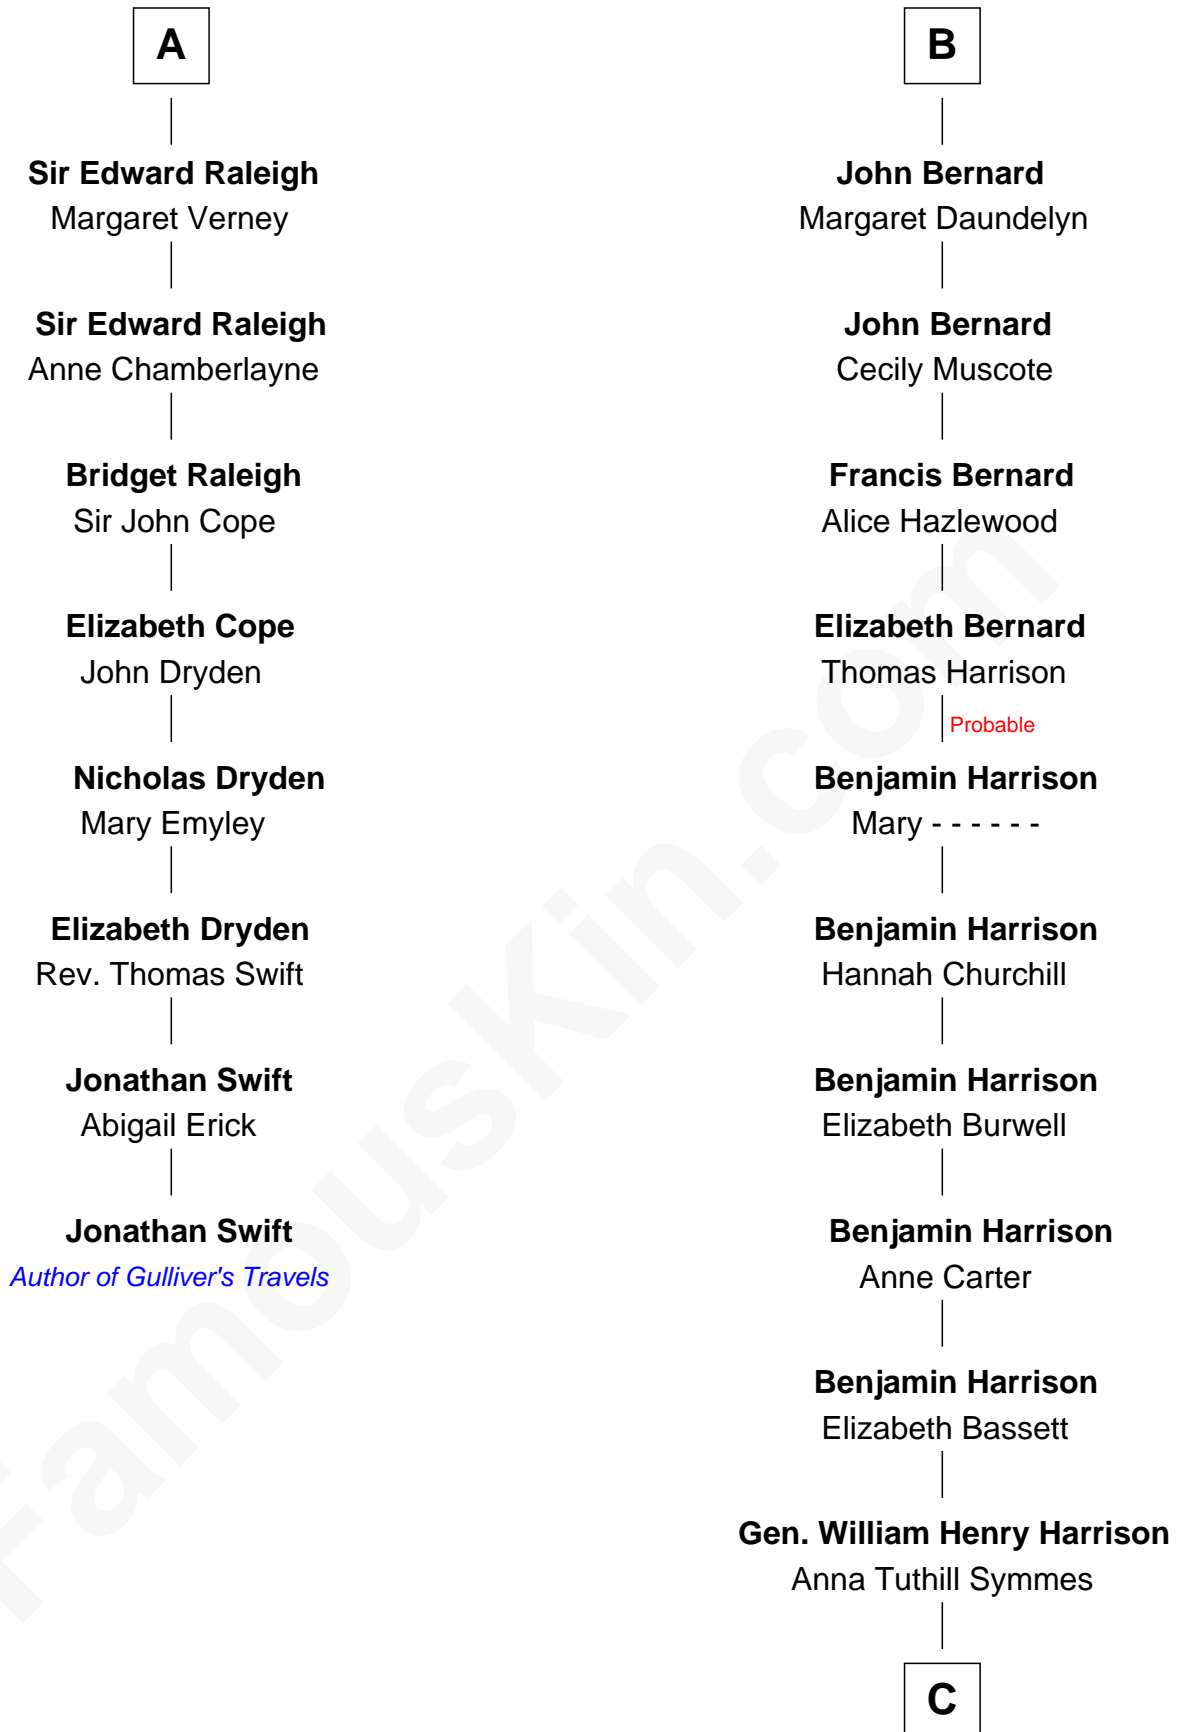 A
Sir Edward Raleigh
Margaret Verney
Sir Edward Raleigh
Anne Chamberlayne
Bridget Raleigh
Sir John Cope
Elizabeth Cope
John Dryden
Nicholas Dryden
Mary Emyley
Elizabeth Dryden
Rev. Thomas Swift
Jonathan Swift
Abigail Erick
Jonathan Swift
Author of Gulliver's Travels
B
John Bernard
Margaret Daundelyn
John Bernard
Cecily Muscote
Francis Bernard
Alice Hazlewood
Elizabeth Bernard
Thomas Harrison
Probable
Benjamin Harrison
Mary - - - - - -
Benjamin Harrison
Hannah Churchill
Benjamin Harrison
Elizabeth Burwell
Benjamin Harrison
Anne Carter
Benjamin Harrison
Elizabeth Bassett
Gen. William Henry Harrison
Anna Tuthill Symmes
C
FamousKin.com